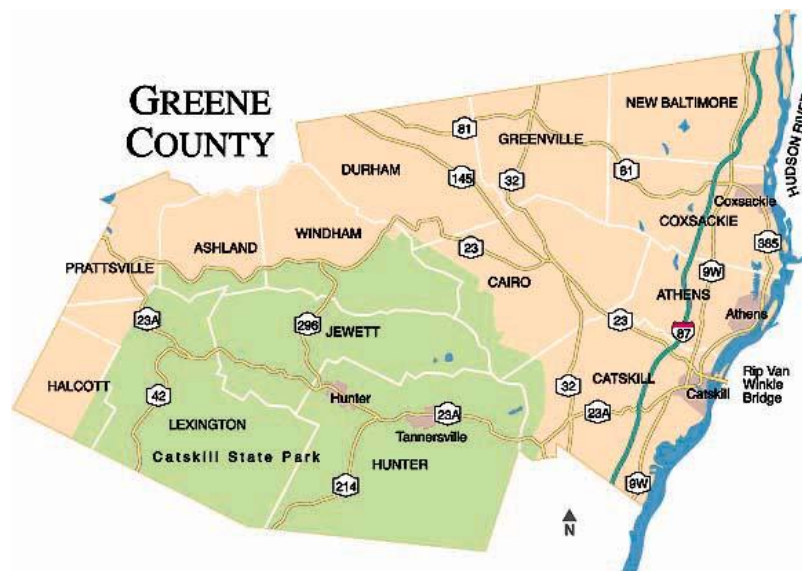 GREENE
COUNTY
NEW BALTIMORE
HUDSON RIVER
81
GREENVILLE
DURHAM
145
32
81
Coxsackie
COXSACKIE
385
WINDHAM
ASHLAND
23
PRATTSVILLE
9W
CAIRO
ATHENS
Athens
23A
296
JEWETT
23
87
HALCOTT
42
Hunter
32
CATSKILL
Catskill
Rip Van
Winkle
Bridge
LEXINGTON
23A
23A
Tannersville
Catskill State Park
HUNTER
214
9W
N